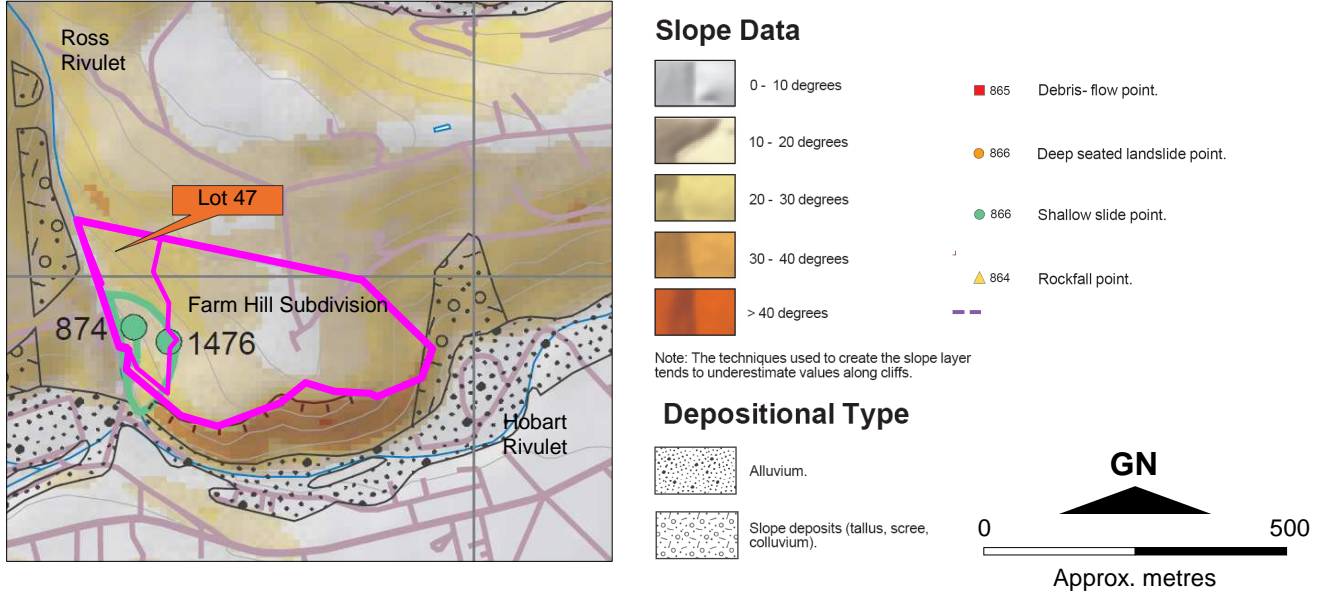 Ross
Rivulet
Lot 47
Farm Hill Subdivision
874
1476
Hobart
Rivulet
Slope Data
0 - 10 degrees
10 - 20 degrees
20 - 30 degrees
30 - 40 degrees
> 40 degrees
Note: The techniques used to create the slope layer
tends to underestimate values along cliffs.
865 Debris- flow point.
866 Deep seated landslide point.
866 Shallow slide point.
864 Rockfall point.
Depositional Type
Alluvium.
Slope deposits (tallus, scree,
colluvium).
GN
0 500
Approx. metres